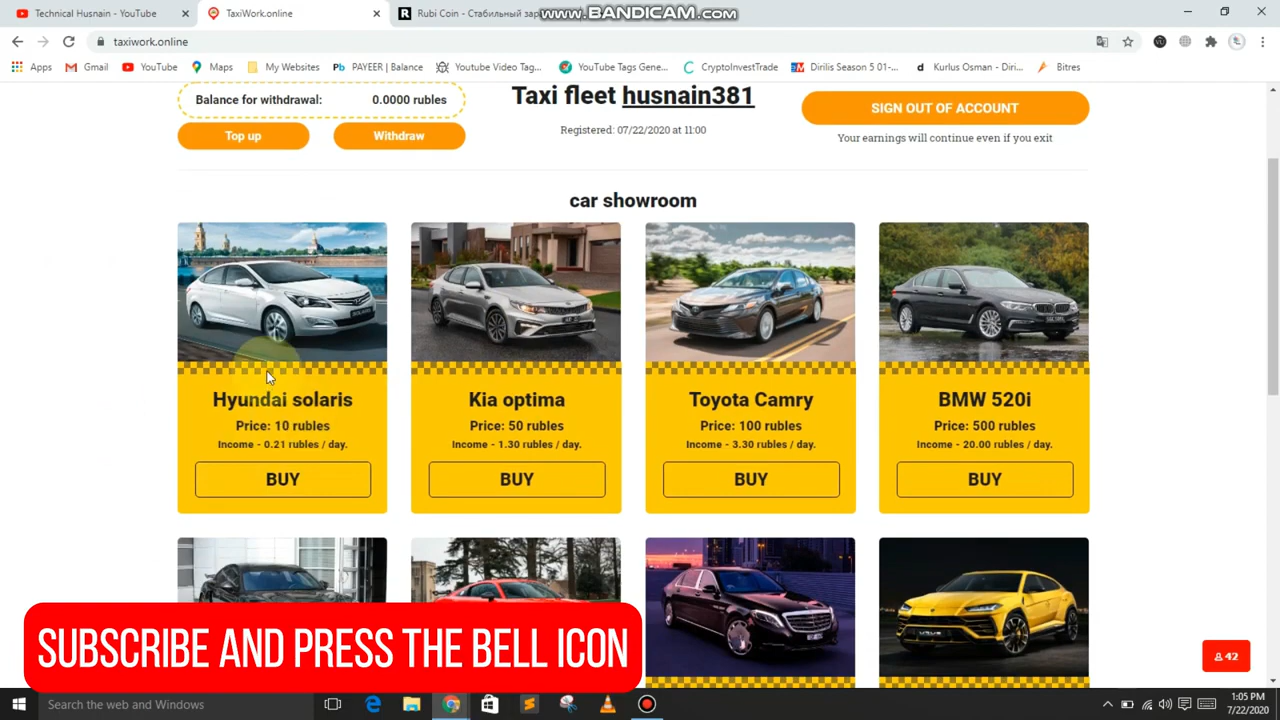 Technical Husnain - YouTube
TaxiWork.online
Rubi Coin - Стабильный зар
www.BANDICAM.com
taxiwork.online
Apps
Gmail
YouTube
Maps
My Websites
PAYEER | Balance
Youtube Video Tag...
YouTube Tags Gene...
CryptoInvestTrade
Dirilis Season 5 01-...
Kurlus Osman - Diri...
Bitres
Balance for withdrawal: 0.0000 rubles
Top up
Withdraw
Taxi fleet husnain381
Registered: 07/22/2020 at 11:00
SIGN OUT OF ACCOUNT
Your earnings will continue even if you exit
car showroom
Hyundai solaris
Price: 10 rubles
Income - 0.21 rubles / day.
BUY
Kia optima
Price: 50 rubles
Income - 1.30 rubles / day.
BUY
Toyota Camry
Price: 100 rubles
Income - 3.30 rubles / day.
BUY
BMW 520i
Price: 500 rubles
Income - 20.00 rubles / day.
BUY
SUBSCRIBE AND PRESS THE BELL ICON
42
Search the web and Windows
1:05 PM
7/22/2020